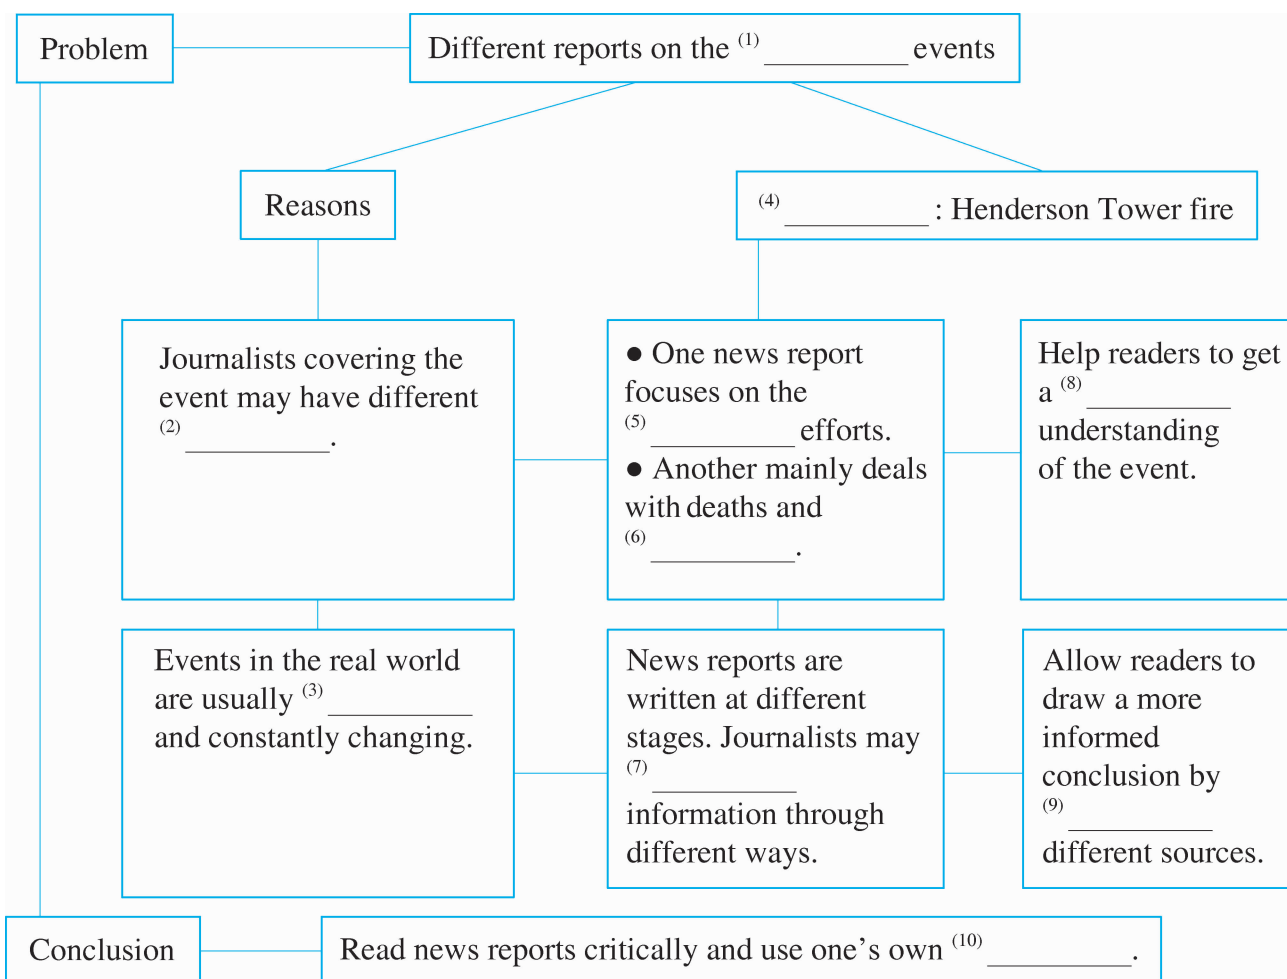 Problem
Different reports on the (1) __________ events
Reasons
(4) __________ : Henderson Tower fire
Journalists covering the
event may have different
(2) __________.
● One news report
focuses on the
(5) __________ efforts.
● Another mainly deals
with deaths and
(6) __________.
Help readers to get
a (8) __________
understanding
of the event.
Events in the real world
are usually (3) __________
and constantly changing.
News reports are
written at different
stages. Journalists may
(7) __________
information through
different ways.
Allow readers to
draw a more
informed
conclusion by
(9) __________
different sources.
Conclusion
Read news reports critically and use one’s own (10) __________.